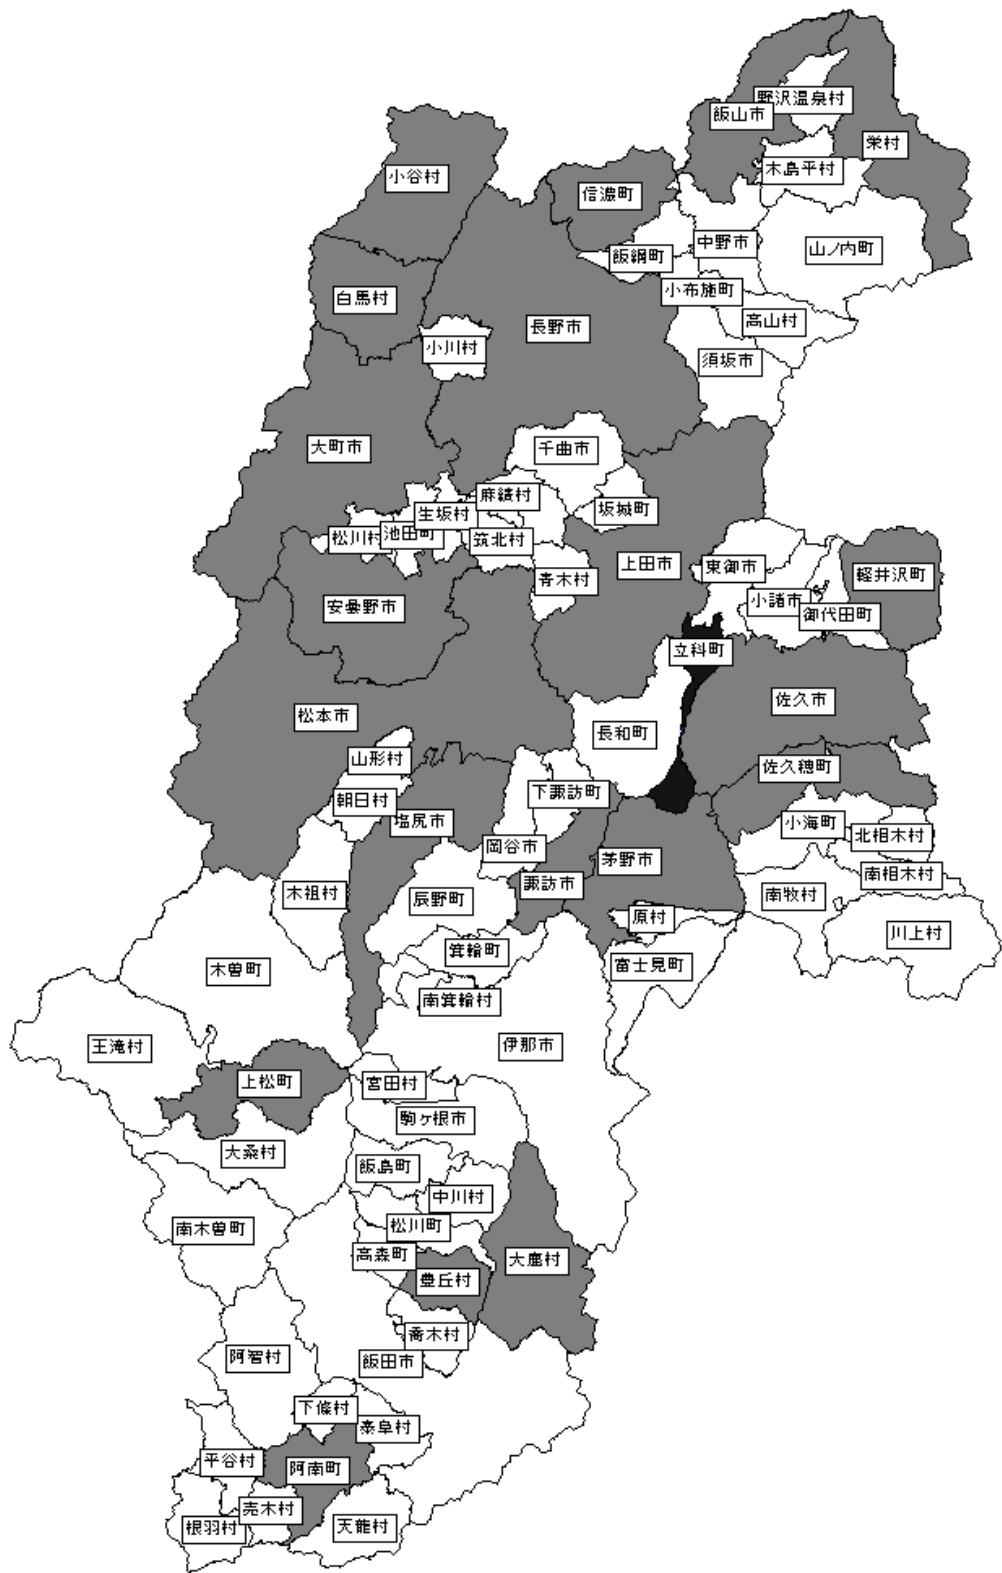 野沢温泉村
飯山市
栄村
木島平村
小谷村
信濃町
中野市
山ノ内町
飯綱町
小布施町
白馬村
高山村
長野市
小川村
須坂市
大町市
千曲市
麻績村
坂城町
生坂村
池田町
松川村
筑北村
青木村
上田市
東御市
軽井沢町
安曇野市
小諸市
御代田町
立科町
佐久市
松本市
長和町
山形村
佐久穂町
朝日村
下諏訪町
塩尻市
小海町
北相木村
岡谷市
茅野市
南相木村
諏訪市
木祖村
辰野町
南牧村
原村
川上村
箕輪町
富士見町
木曽町
南箕輪村
王滝村
伊那市
上松町
宮田村
駒ヶ根市
大桑村
飯島町
中川村
南木曽町
松川町
高森町
大鹿村
豊丘村
喬木村
阿智村
飯田市
下條村
泰阜村
平谷村
阿南町
売木村
根羽村
天龍村